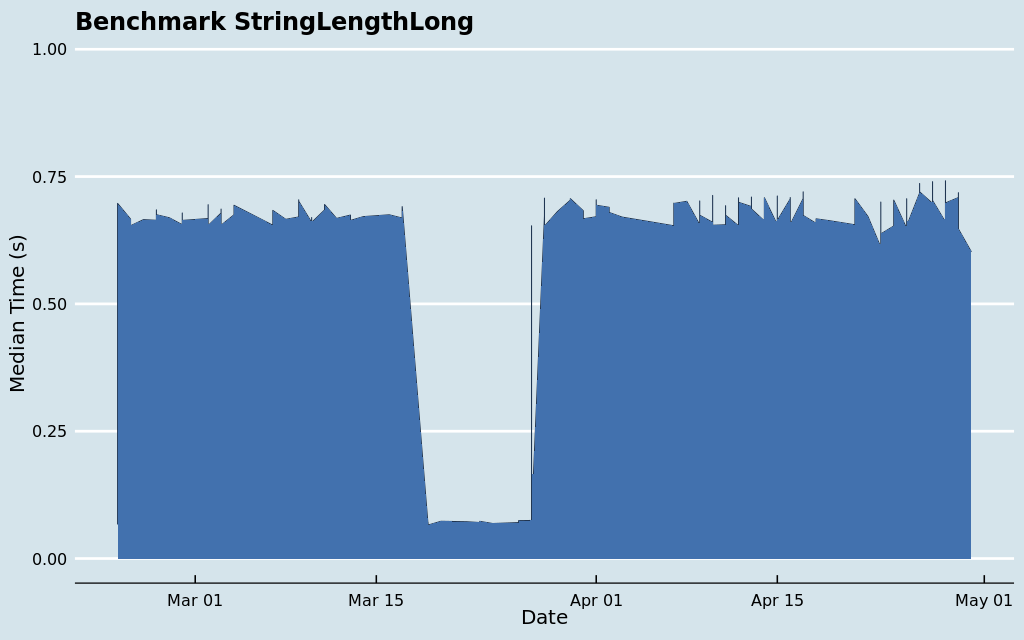 Benchmark StringLengthLong
1.00
0.75
0.50
0.25
0.00
Median Time (s)
Mar 01 Mar 15 Apr 01 Apr 15 May 01
Date